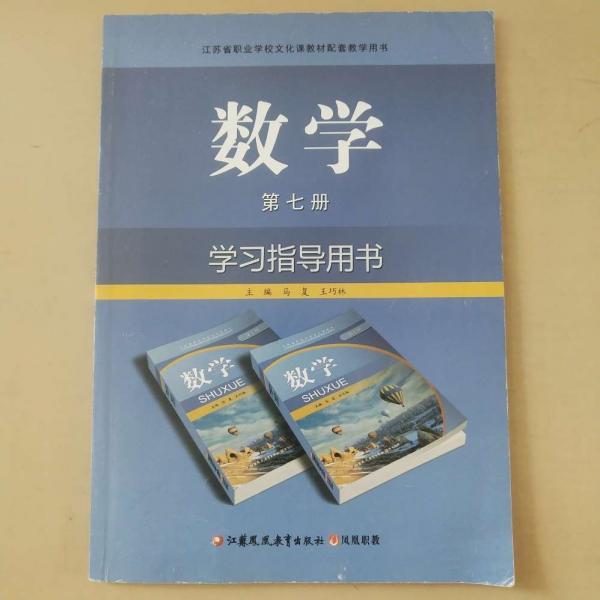 江苏省职业学校文化课教材配套教学用书
数学
第七册
学习指导用书
主编 马 复 王巧林
数学
SHUXUE
数学
SHUXUE
江苏凤凰教育出版社 凤凰职教